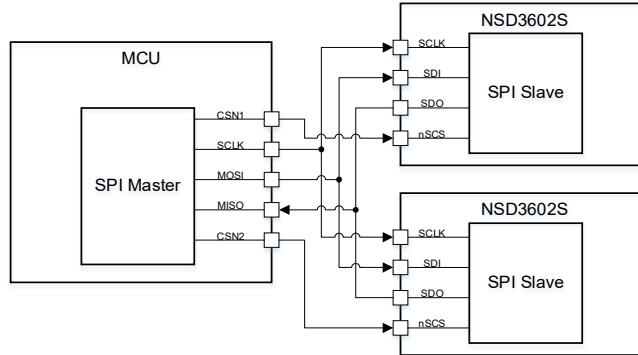 MCU
SPI Master
CSN1
SCLK
MOSI
MISO
CSN2
NSD3602S
SCLK
SDI
SDO
nSCS
SPI Slave
NSD3602S
SCLK
SDI
SDO
nSCS
SPI Slave